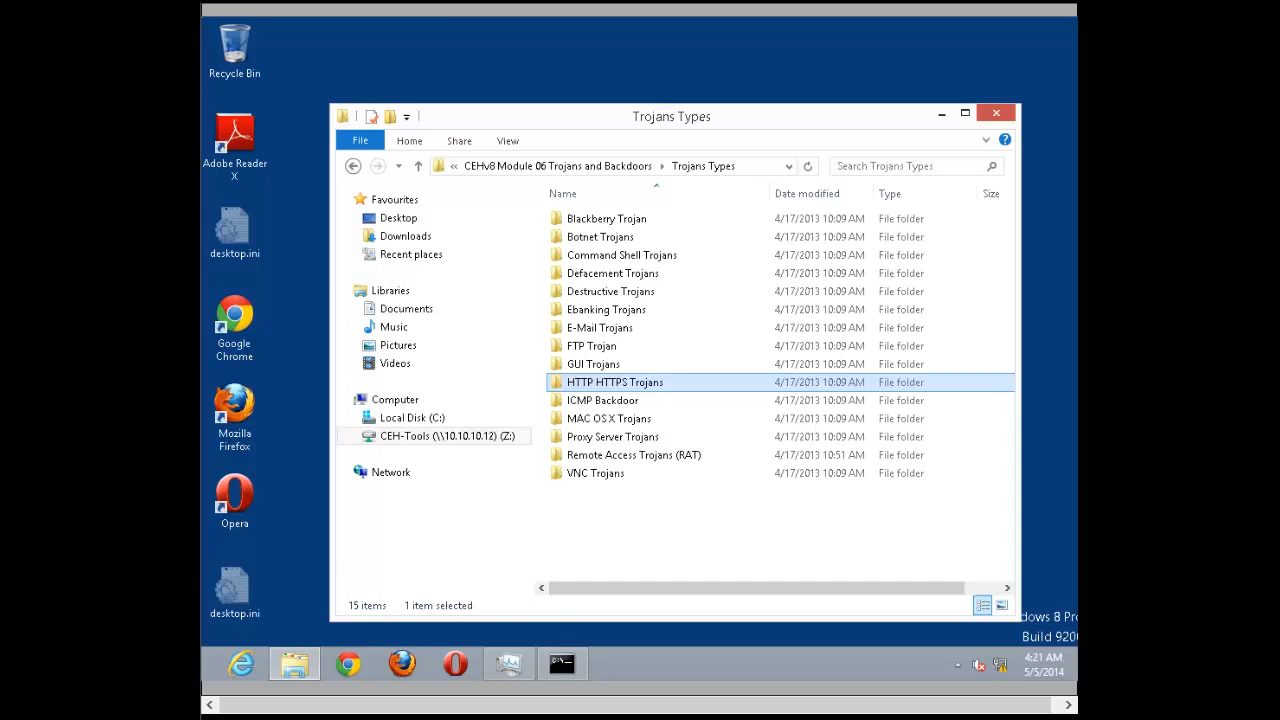 Recycle Bin
Adobe Reader
X
desktop.ini
Google
Chrome
Mozilla
Firefox
Opera
desktop.ini
Trojans Types
File Home Share View
« CEHv8 Module 06 Trojans and Backdoors Trojans Types Search Trojans Types
Favourites
Desktop
Downloads
Recent places
Libraries
Documents
Music
Pictures
Videos
Computer
Local Disk (C:)
CEH-Tools (\\10.10.10.12) (Z:)
Network
Name Date modified Type Size
Blackberry Trojan 4/17/2013 10:09 AM File folder
Botnet Trojans 4/17/2013 10:09 AM File folder
Command Shell Trojans 4/17/2013 10:09 AM File folder
Defacement Trojans 4/17/2013 10:09 AM File folder
Destructive Trojans 4/17/2013 10:09 AM File folder
Ebanking Trojans 4/17/2013 10:09 AM File folder
E-Mail Trojans 4/17/2013 10:09 AM File folder
FTP Trojan 4/17/2013 10:09 AM File folder
GUI Trojans 4/17/2013 10:09 AM File folder
HTTP HTTPS Trojans 4/17/2013 10:09 AM File folder
ICMP Backdoor 4/17/2013 10:09 AM File folder
MAC OS X Trojans 4/17/2013 10:09 AM File folder
Proxy Server Trojans 4/17/2013 10:09 AM File folder
Remote Access Trojans (RAT) 4/17/2013 10:51 AM File folder
VNC Trojans 4/17/2013 10:09 AM File folder
15 items 1 item selected
dows 8 Pro
Build 920
4:21 AM
5/5/2014